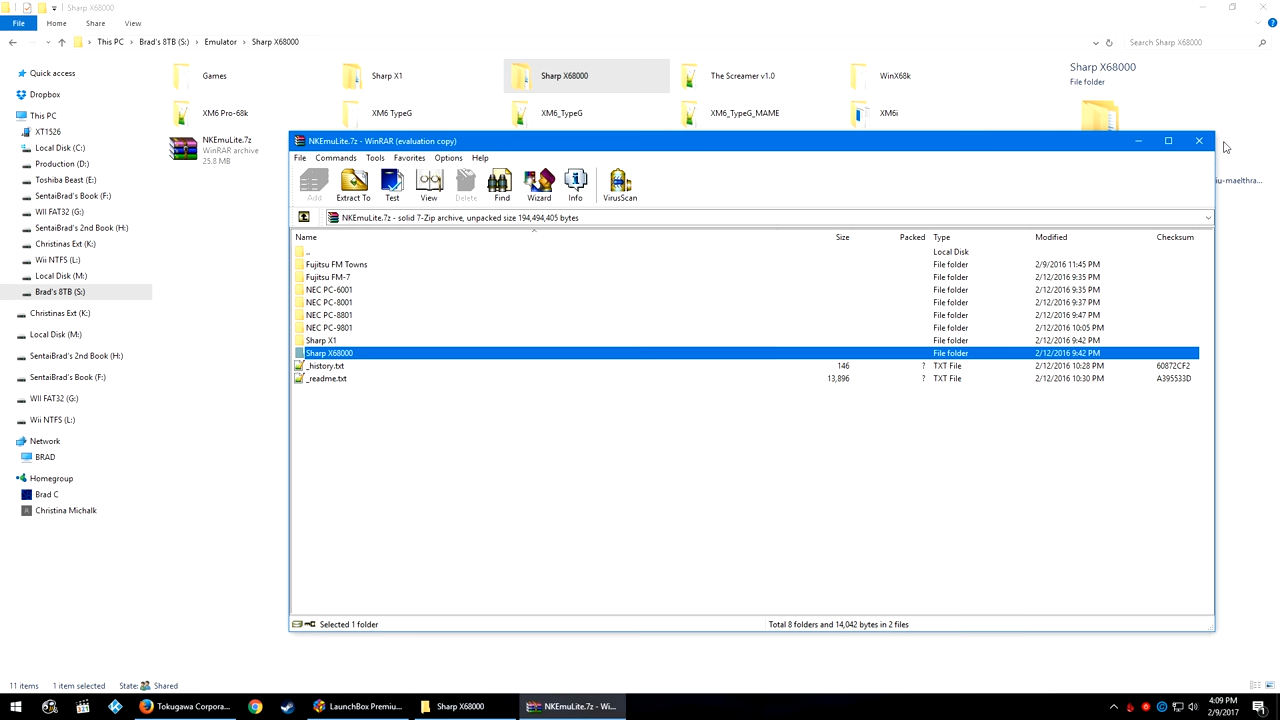 Sharp X68000
File Home Share View
This PC Brad's 8TB (S:) Emulator Sharp X68000
Search Sharp X68000
Quick access
Dropbox
This PC
XT1526
Local Disk (C:)
Production (D:)
Toshiba Beast (E:)
SentaiBrad's Book (F:)
WII FAT32 (G:)
SentaiBrad's 2nd Book (H:)
Christinas Ext (K:)
Wii NTFS (L:)
Local Disk (M:)
Brad's 8TB (S:)
Christinas Ext (K:)
Local Disk (M:)
SentaiBrad's 2nd Book (H:)
SentaiBrad's Book (F:)
WII FAT32 (G:)
Wii NTFS (L:)
Network
BRAD
Homegroup
Brad C
Christina Michalk
Games Sharp X1 Sharp X68000 The Screamer v1.0 WinX68k
XM6 Pro-68k XM6 TypeG XM6_TypeG XM6_TypeG_MAME XM6i
NKEmuLite.7z
WinRAR archive
25.8 MB
Sharp X68000
File folder
NKEmuLite.7z - WinRAR (evaluation copy)
File Commands Tools Favorites Options Help
Add Extract To Test View Delete Find Wizard Info VirusScan
NKEmuLite.7z - solid 7-Zip archive, unpacked size 194,494,405 bytes
Name Size Packed Type Modified Checksum
.. Local Disk
Fujitsu FM Towns File folder 2/9/2016 11:45 PM
Fujitsu FM-7 File folder 2/12/2016 9:35 PM
NEC PC-6001 File folder 2/12/2016 9:35 PM
NEC PC-8001 File folder 2/12/2016 9:37 PM
NEC PC-8801 File folder 2/12/2016 9:47 PM
NEC PC-9801 File folder 2/12/2016 10:05 PM
Sharp X1 File folder 2/12/2016 9:42 PM
Sharp X68000 File folder 2/12/2016 9:42 PM
_history.txt 146 ? TXT File 2/12/2016 10:28 PM 60872CF2
_readme.txt 13,896 ? TXT File 2/12/2016 10:30 PM A395533D
Selected 1 folder Total 8 folders and 14,042 bytes in 2 files
11 items 1 item selected State: Shared
Tokugawa Corpora... LaunchBox Premiu... Sharp X68000 NKEmuLite.7z - Wi...
4:09 PM
2/9/2017